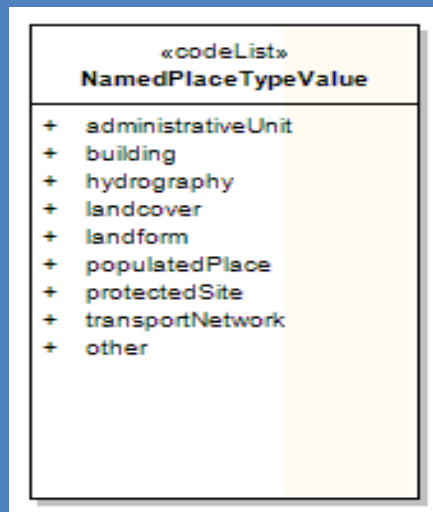 «codeList»
NamedPlaceTypeValue
+ administrativeUnit
+ building
+ hydrography
+ landcover
+ landform
+ populatedPlace
+ protectedSite
+ transportNetwork
+ other